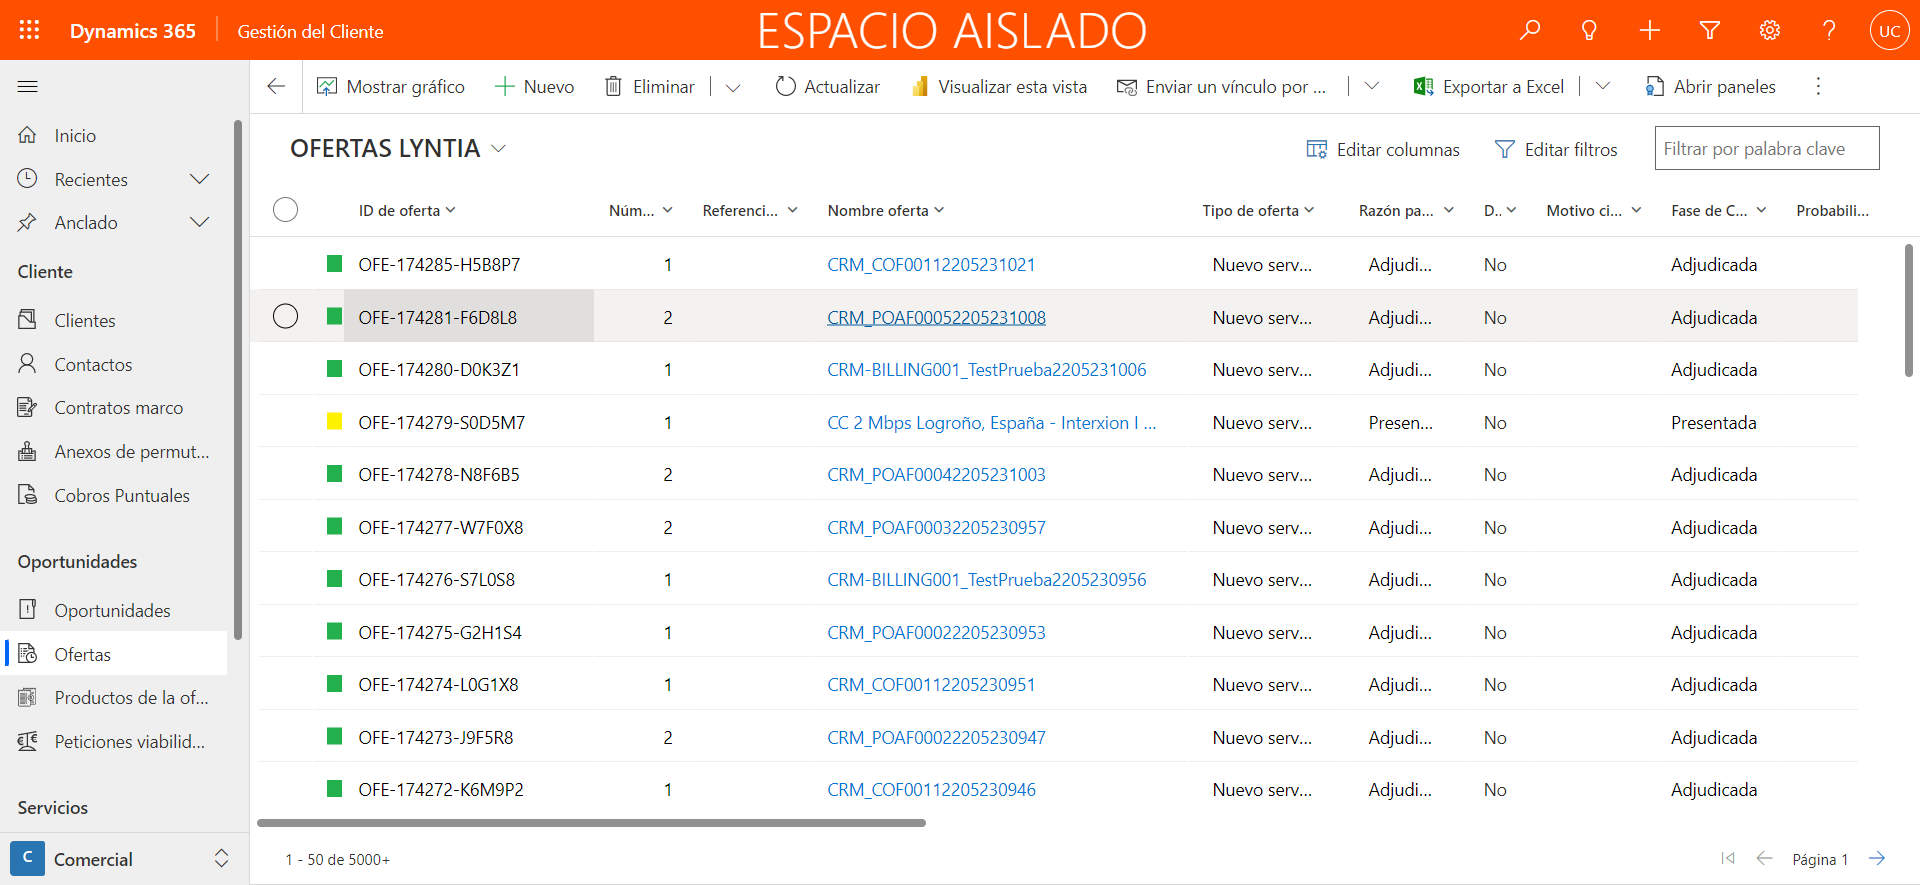 Dynamics 365
Gestión del Cliente
ESPACIO AISLADO
UC
Mostrar gráfico
Nuevo
Eliminar
Actualizar
Visualizar esta vista
Enviar un vínculo por ...
Exportar a Excel
Abrir paneles
Inicio
Recientes
Anclado
Cliente
Clientes
Contactos
Contratos marco
Anexos de permut...
Cobros Puntuales
Oportunidades
Oportunidades
Ofertas
Productos de la of...
Peticiones viabilid...
Servicios
C Comercial
OFERTAS LYNTIA
Editar columnas
Editar filtros
Filtrar por palabra clave
ID de oferta Núm... Referenci... Nombre oferta Tipo de oferta Razón pa... D.. Motivo ci... Fase de C... Probabili...
OFE-174285-H5B8P7 1 CRM_COF00112205231021 Nuevo serv... Adjudi... No Adjudicada
OFE-174281-F6D8L8 2 CRM_POAF00052205231008 Nuevo serv... Adjudi... No Adjudicada
OFE-174280-D0K3Z1 1 CRM-BILLING001_TestPrueba2205231006 Nuevo serv... Adjudi... No Adjudicada
OFE-174279-S0D5M7 1 CC 2 Mbps Logroño, España - Interxion I ... Nuevo serv... Presen... No Presentada
OFE-174278-N8F6B5 2 CRM_POAF00042205231003 Nuevo serv... Adjudi... No Adjudicada
OFE-174277-W7F0X8 2 CRM_POAF00032205230957 Nuevo serv... Adjudi... No Adjudicada
OFE-174276-S7L0S8 1 CRM-BILLING001_TestPrueba2205230956 Nuevo serv... Adjudi... No Adjudicada
OFE-174275-G2H1S4 1 CRM_POAF00022205230953 Nuevo serv... Adjudi... No Adjudicada
OFE-174274-L0G1X8 1 CRM_COF00112205230951 Nuevo serv... Adjudi... No Adjudicada
OFE-174273-J9F5R8 2 CRM_POAF00022205230947 Nuevo serv... Adjudi... No Adjudicada
OFE-174272-K6M9P2 1 CRM_COF00112205230946 Nuevo serv... Adjudi... No Adjudicada
1 - 50 de 5000+
Página 1